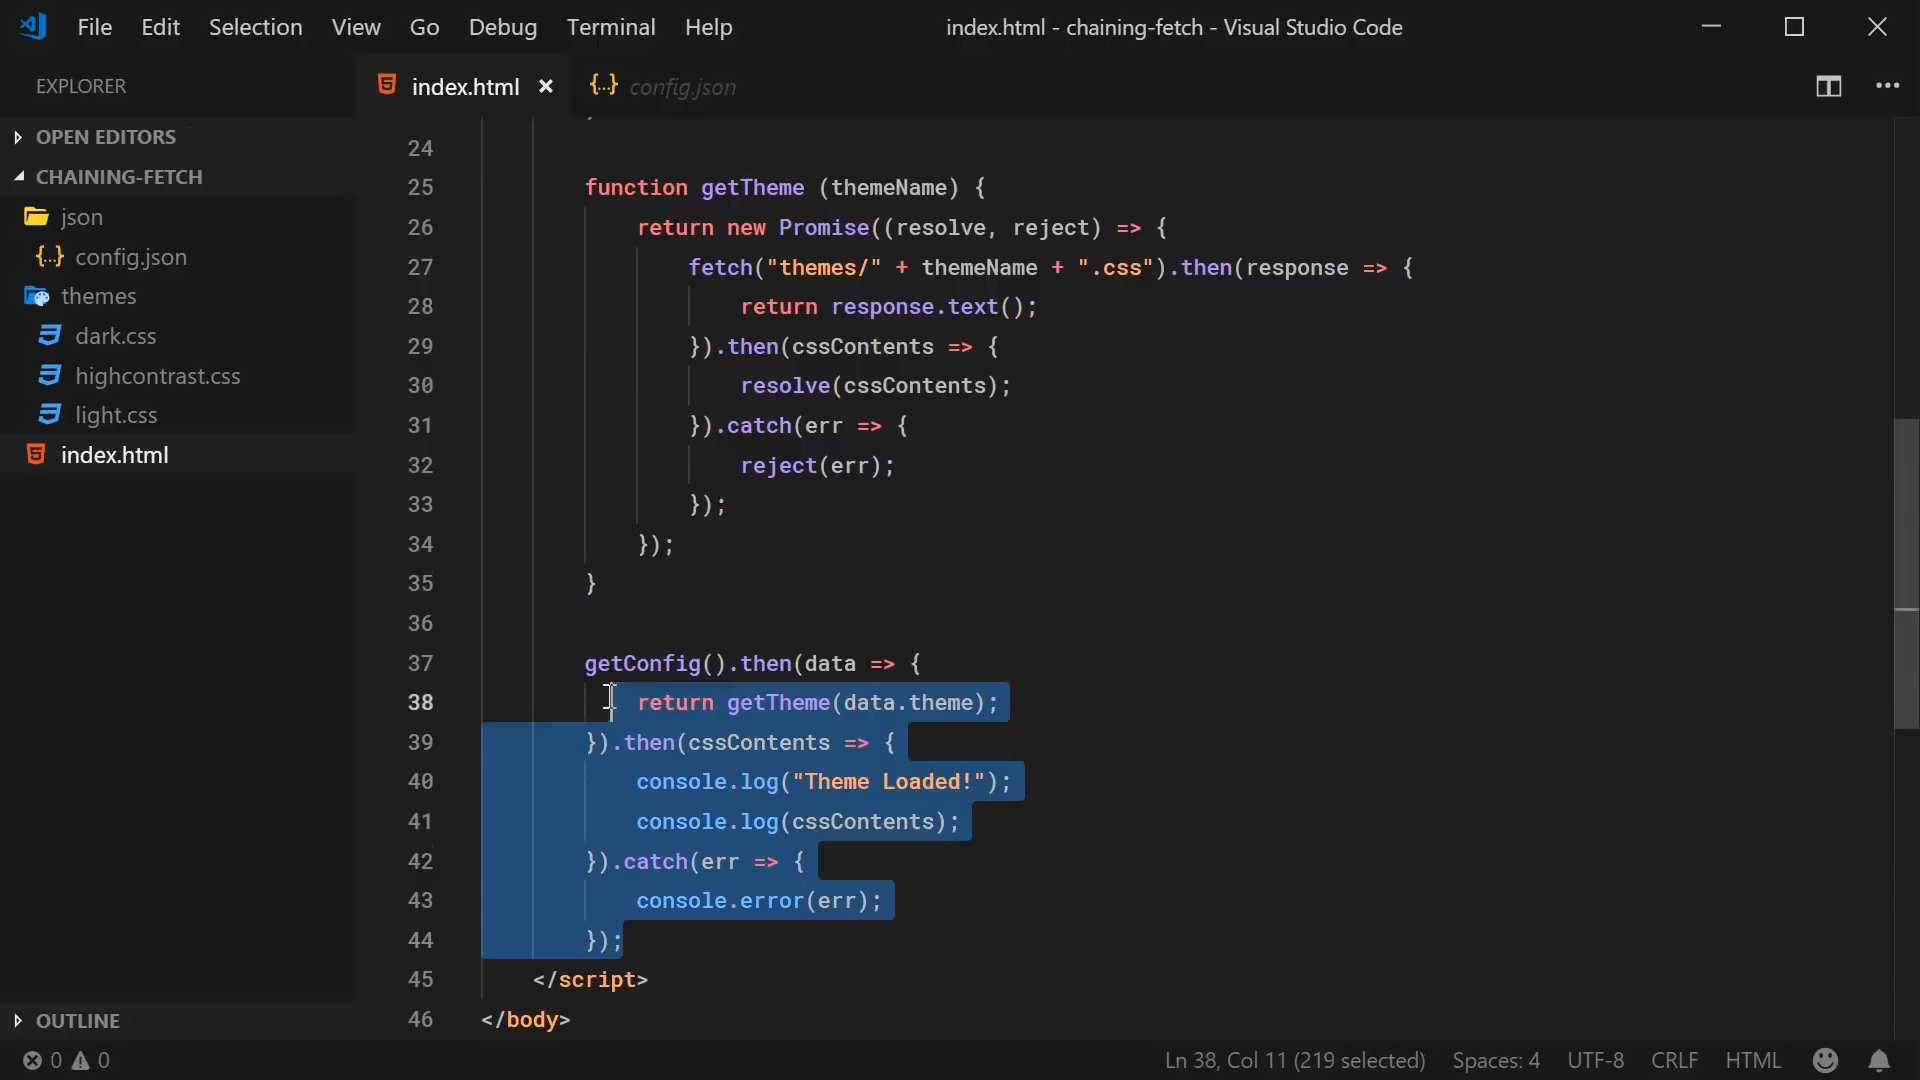 File Edit Selection View Go Debug Terminal Help index.html - chaining-fetch - Visual Studio Code
EXPLORER
index.html × {..} config.json
OPEN EDITORS
CHAINING-FETCH
json
{..} config.json
themes
dark.css
highcontrast.css
light.css
index.html
OUTLINE
24
25 function getTheme (themeName) {
26 return new Promise((resolve, reject) => {
27 fetch("themes/" + themeName + ".css").then(response => {
28 return response.text();
29 }).then(cssContents => {
30 resolve(cssContents);
31 }).catch(err => {
32 reject(err);
33 });
34 });
35 }
36
37 getConfig().then(data => {
38 return getTheme(data.theme);
39 }).then(cssContents => {
40 console.log("Theme Loaded!");
41 console.log(cssContents);
42 }).catch(err => {
43 console.error(err);
44 });
45 </script>
46 </body>
0 0 Ln 38, Col 11 (219 selected) Spaces: 4 UTF-8 CRLF HTML